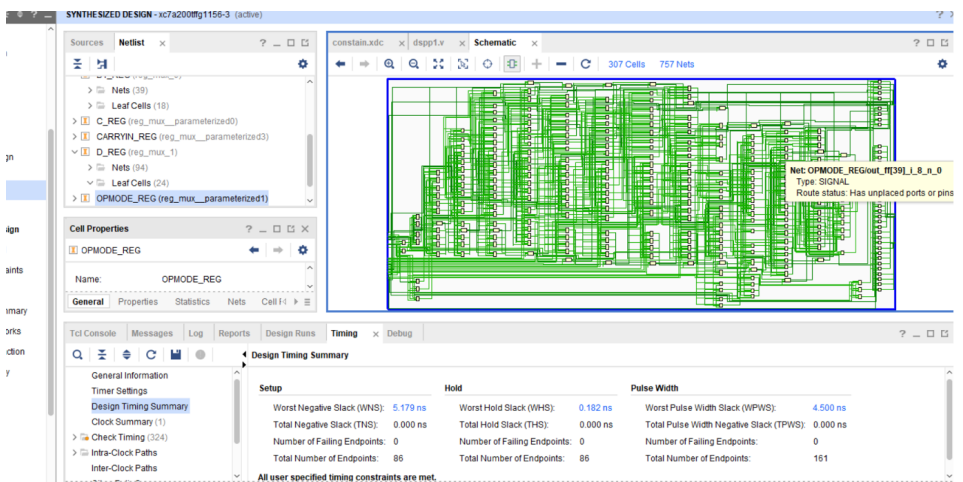 SYNTHESIZED DESIGN - xc7a200tffg1156-3 (active)
Sources Netlist
Nets (39)
Leaf Cells (18)
C_REG (reg_mux__parameterized0)
CARRYIN_REG (reg_mux__parameterized3)
D_REG (reg_mux_1)
Nets (94)
Leaf Cells (24)
OPMODE_REG (reg_mux__parameterized1)
Cell Properties
OPMODE_REG
Name: OPMODE_REG
General Properties Statistics Nets
constain.xdc dspp1.v Schematic
307 Cells 757 Nets
Net: OPMODE_REG/out_ff[39]_i_8_n_0
Type: SIGNAL
Route status: Has unplaced ports or pins
Tcl Console Messages Log Reports Design Runs Timing Debug
General Information
Timer Settings
Design Timing Summary
Clock Summary (1)
Check Timing (324)
Intra-Clock Paths
Inter-Clock Paths
Design Timing Summary
Setup Hold Pulse Width
Worst Negative Slack (WNS): 5.179 ns Worst Hold Slack (WHS): 0.182 ns Worst Pulse Width Slack (WPWS): 4.500 ns
Total Negative Slack (TNS): 0.000 ns Total Hold Slack (THS): 0.000 ns Total Pulse Width Negative Slack (TPWS): 0.000 ns
Number of Failing Endpoints: 0 Number of Failing Endpoints: 0 Number of Failing Endpoints: 0
Total Number of Endpoints: 86 Total Number of Endpoints: 86 Total Number of Endpoints: 161
All user specified timing constraints are met.